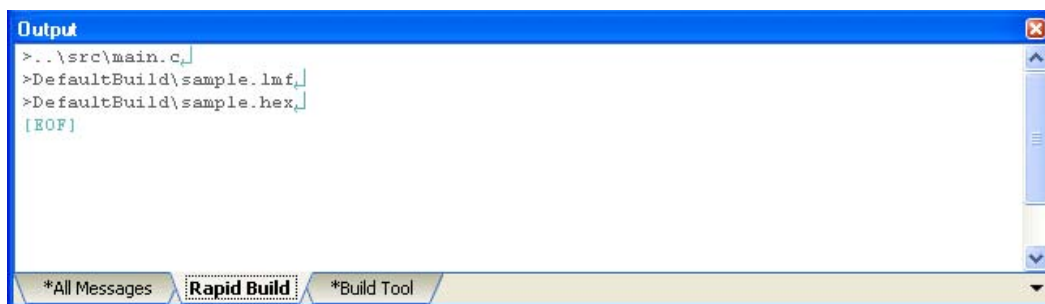 Output
>..\src\main.c
>DefaultBuild\sample.lmf
>DefaultBuild\sample.hex
[EOF]
*All Messages Rapid Build *Build Tool